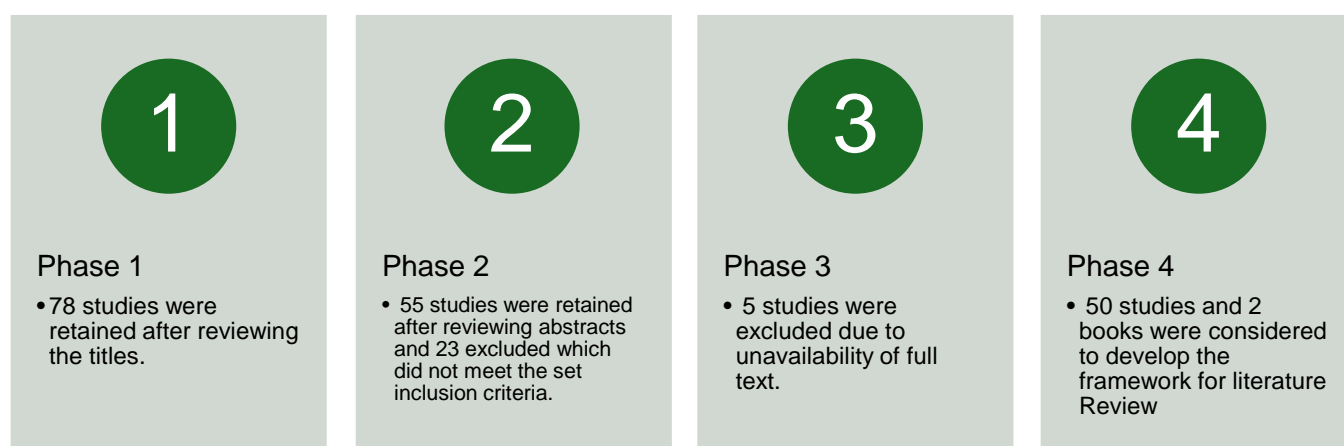 1
Phase 1
•78 studies were
retained after reviewing
the titles.
2
Phase 2
• 55 studies were retained
after reviewing abstracts
and 23 excluded which
did not meet the set
inclusion criteria.
3
Phase 3
• 5 studies were
excluded due to
unavailability of full
text.
4
Phase 4
• 50 studies and 2
books were considered
to develop the
framework for literature
Review